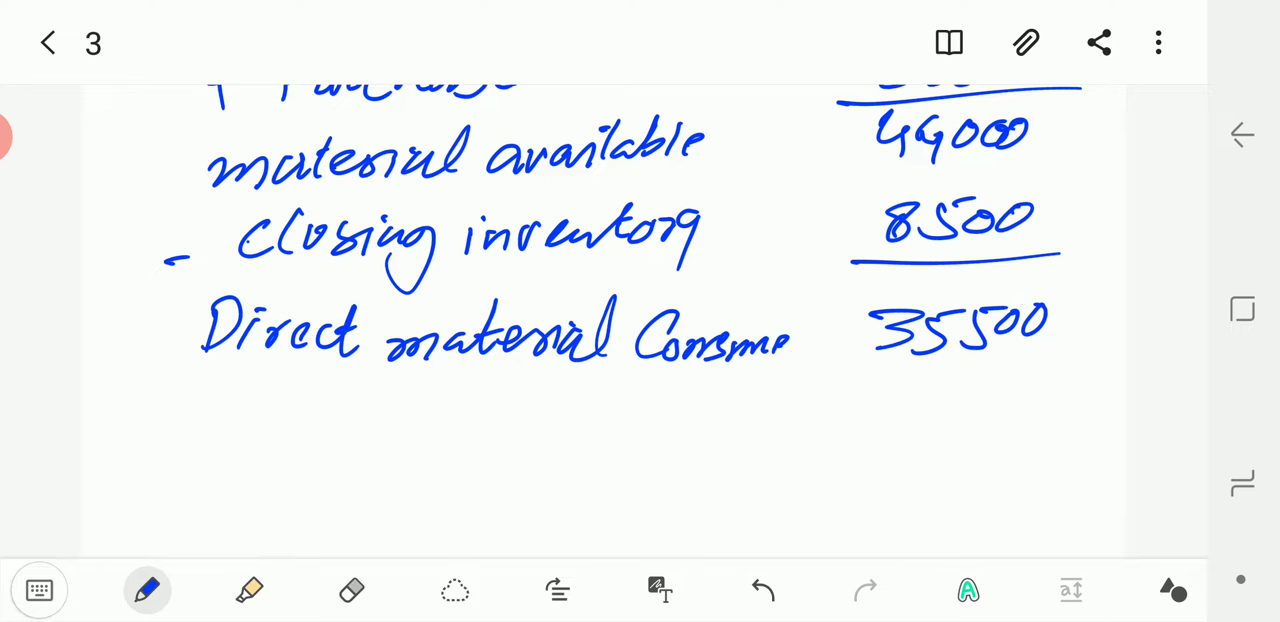 3
material available 44000
- closing inventory 8500
Direct material Consume 35500